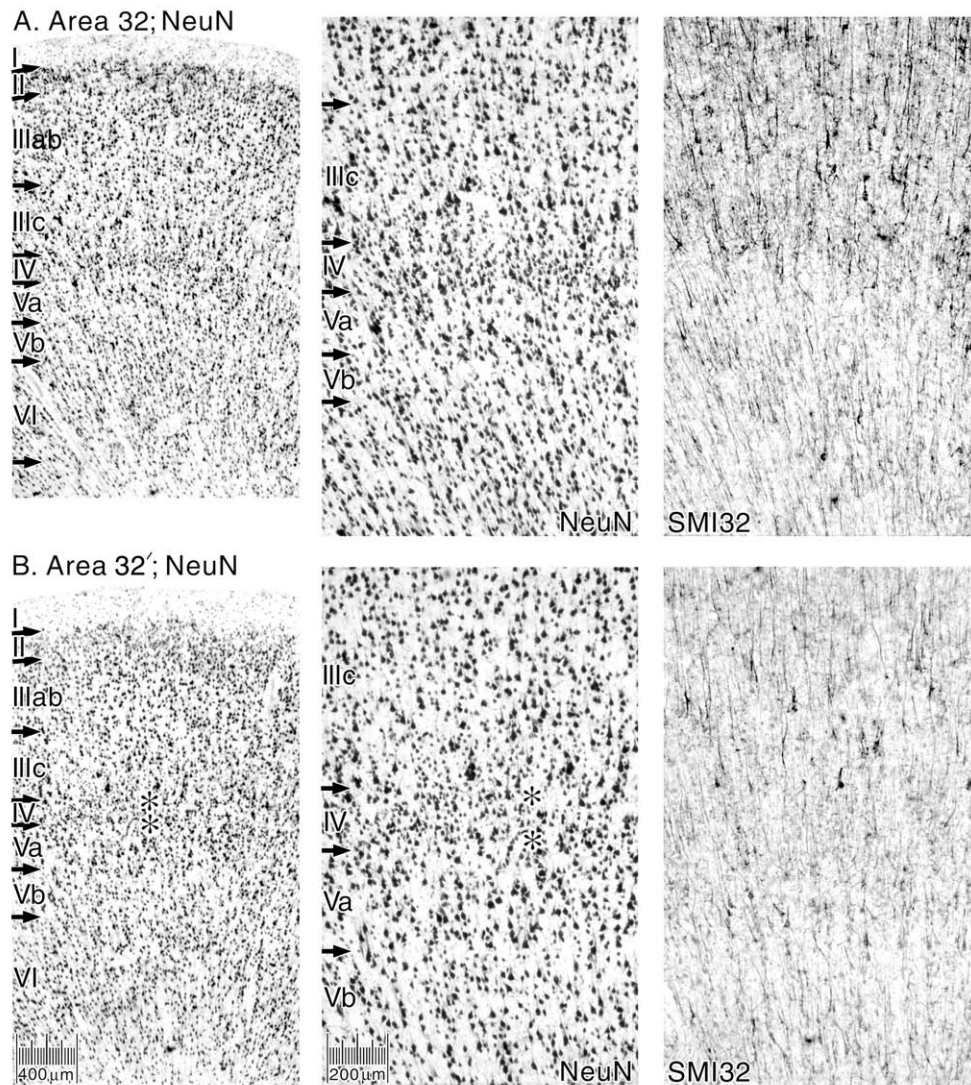 A. Area 32; NeuN
I
II
IIIab
IIIc
IV
Va
Vb
VI
IIIc
IV
Va
Vb
NeuN
SMI32
B. Area 32′; NeuN
I
II
IIIab
IIIc
IV
Va
Vb
VI
400μm
IIIc
*
IV
*
Va
Vb
200μm
NeuN
SMI32